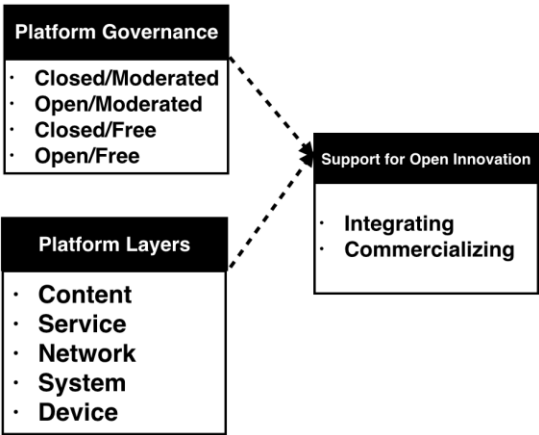 Platform Governance
· Closed/Moderated
· Open/Moderated
· Closed/Free
· Open/Free
Support for Open Innovation
· Integrating
· Commercializing
Platform Layers
· Content
· Service
· Network
· System
· Device